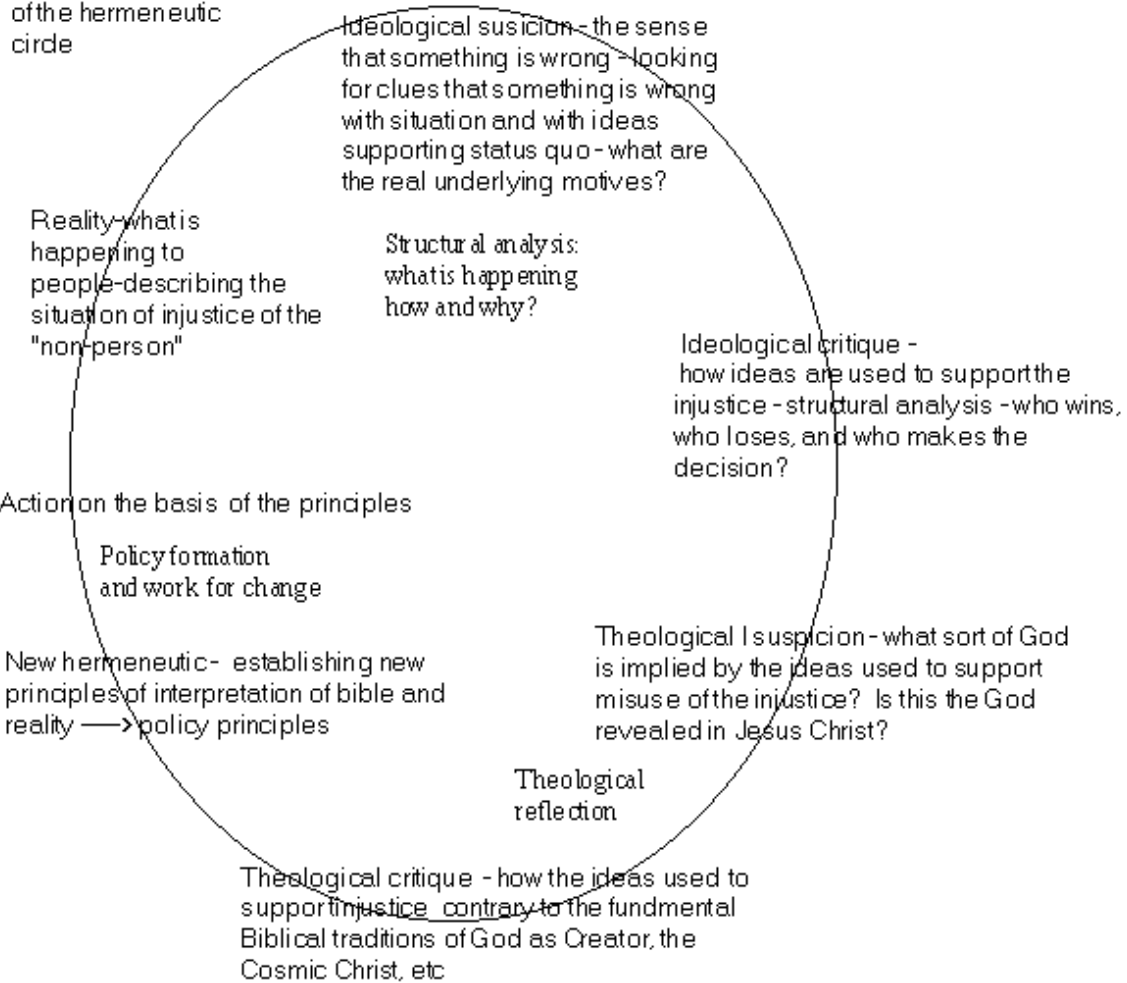 of the hermeneutic
circle
Ideological susicion - the sense
that something is wrong - looking
for clues that something is wrong
with situation and with ideas
supporting status quo - what are
the real underlying motives?
Reality-what is
happening to
people-describing the
situation of injustice of the
"non-person"
Structural analysis:
what is happening
how and why?
Ideological critique -
how ideas are used to support the
injustice - structural analysis - who wins,
who loses, and who makes the
decision?
Action on the basis of the principles
Policy formation
and work for change
Theological I suspicion - what sort of God
is implied by the ideas used to support
misuse of the injustice? Is this the God
revealed in Jesus Christ?
New hermeneutic - establishing new
principles of interpretation of bible and
reality ⟶ policy principles
Theological
reflection
Theological critique - how the ideas used to
support injustice contrary to the fundmental
Biblical traditions of God as Creator, the
Cosmic Christ, etc